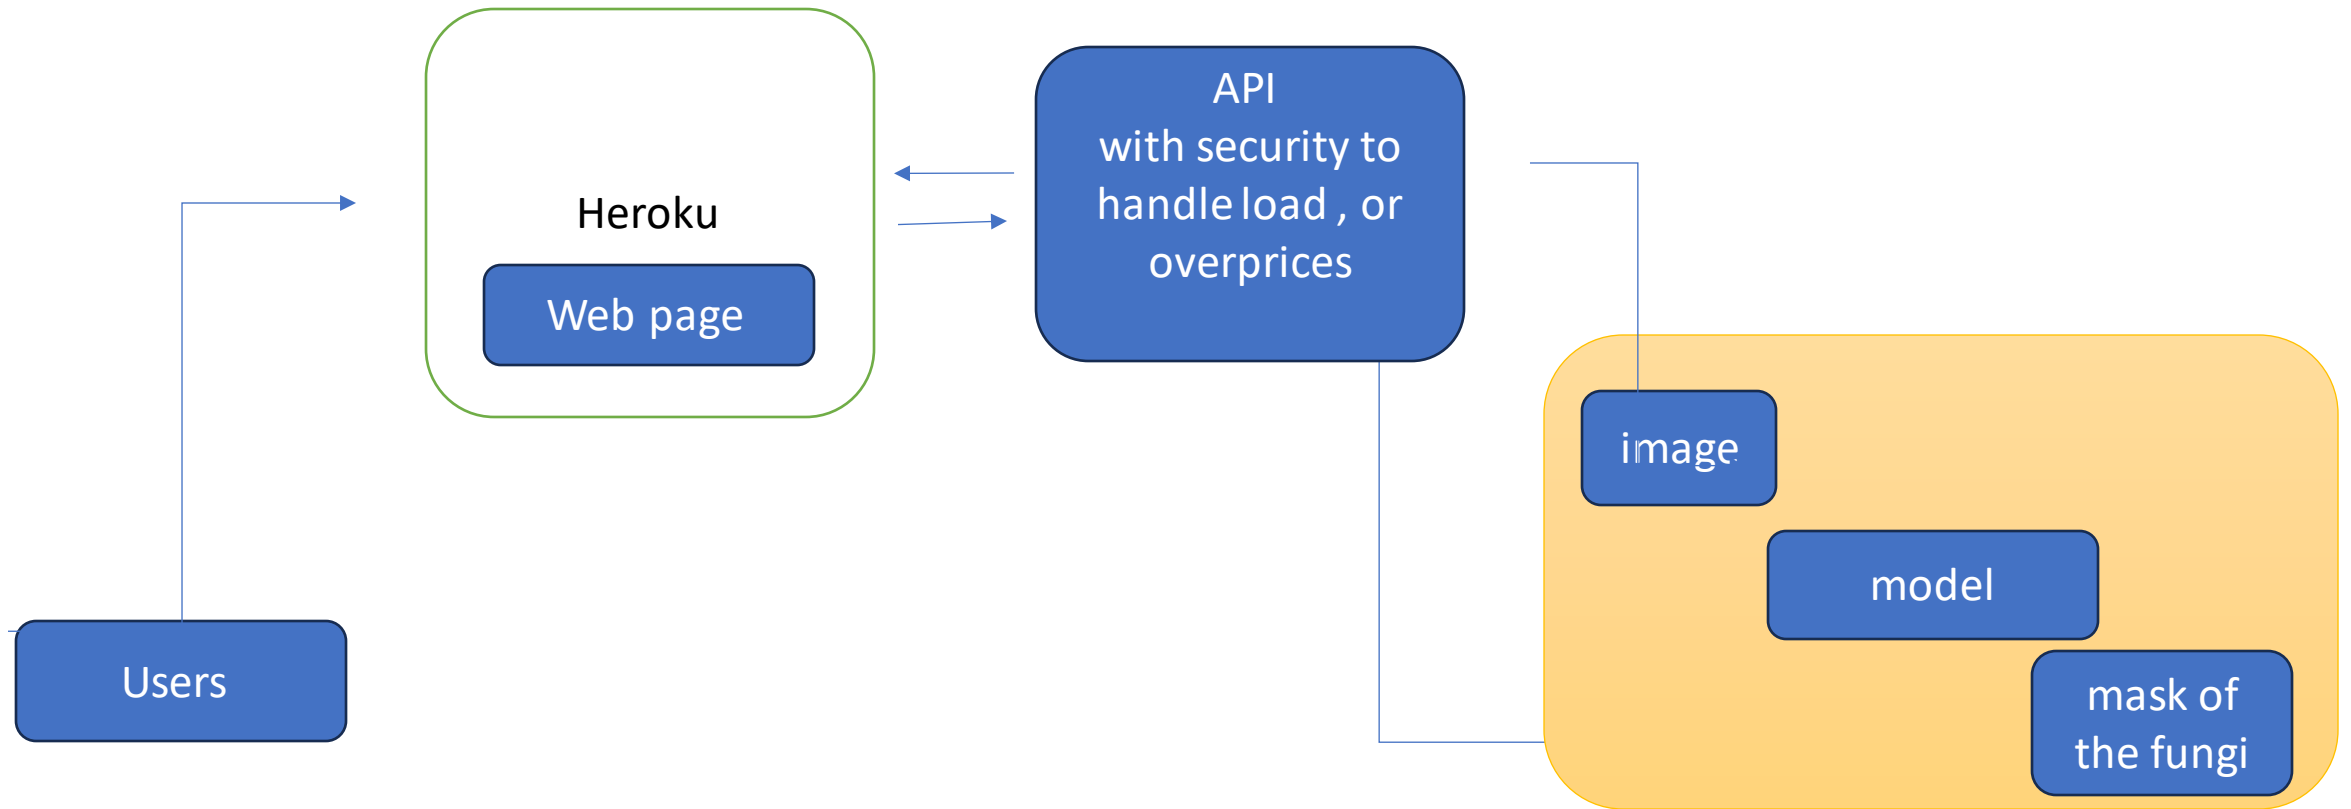 Heroku
Web page
API
with security to
handle load , or
overprices
image
model
mask of
the fungi
Users